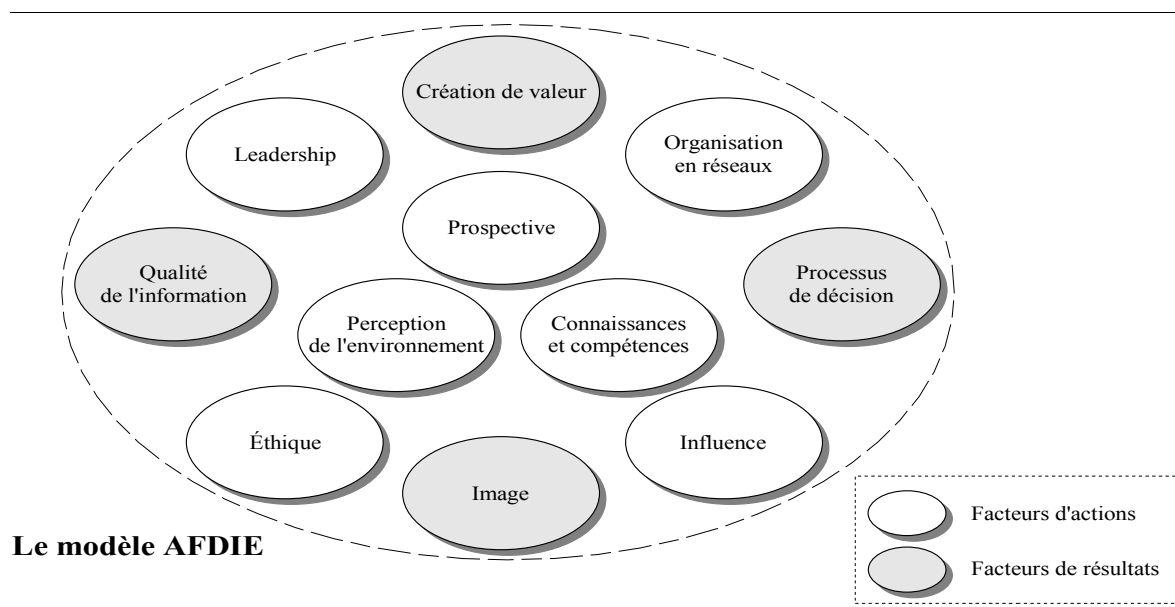 Création de valeur
Leadership
Organisation
en réseaux
Prospective
Qualité
de l'information
Processus
de décision
Perception
de l'environnement
Connaissances
et compétences
Éthique
Influence
Image
Le modèle AFDIE
Facteurs d'actions
Facteurs de résultats